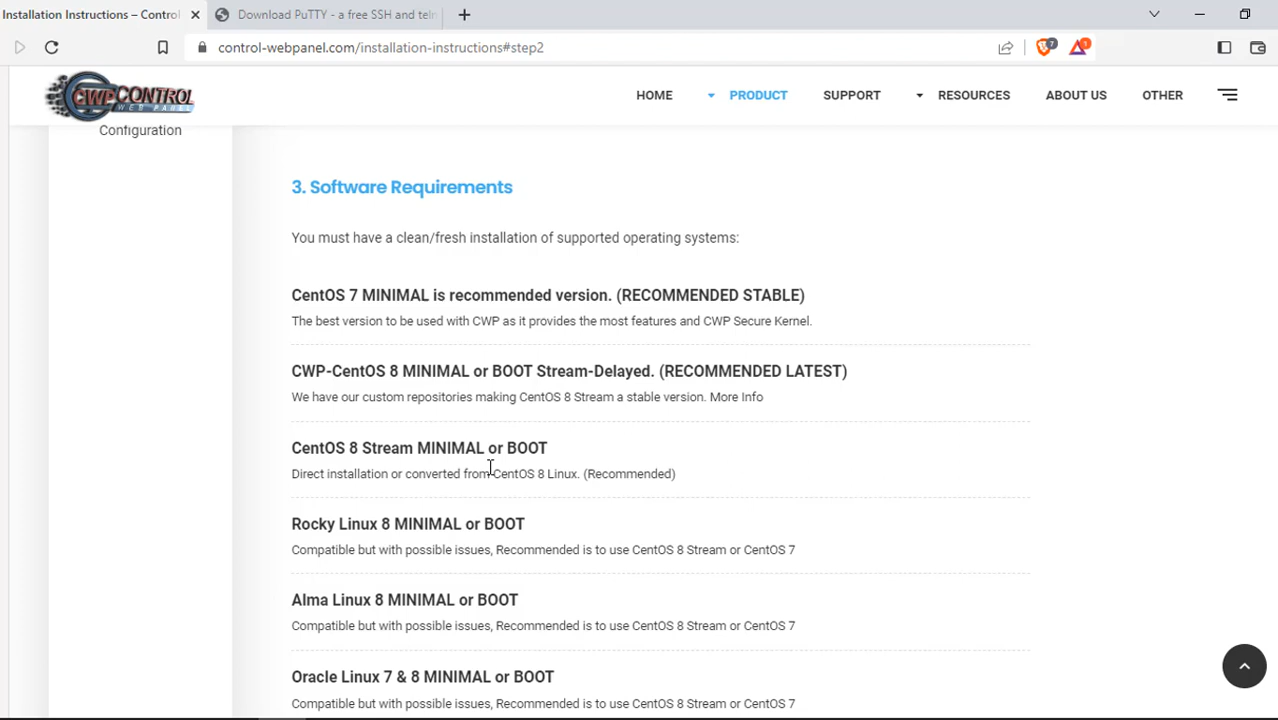 Installation Instructions – Control
Download PuTTY - a free SSH and teln
control-webpanel.com/installation-instructions#step2
7
1
CWP CONTROL
WEB PANEL
HOME
PRODUCT
SUPPORT
RESOURCES
ABOUT US
OTHER
Configuration
3. Software Requirements
You must have a clean/fresh installation of supported operating systems:
CentOS 7 MINIMAL is recommended version. (RECOMMENDED STABLE)
The best version to be used with CWP as it provides the most features and CWP Secure Kernel.
CWP-CentOS 8 MINIMAL or BOOT Stream-Delayed. (RECOMMENDED LATEST)
We have our custom repositories making CentOS 8 Stream a stable version. More Info
CentOS 8 Stream MINIMAL or BOOT
Direct installation or converted from CentOS 8 Linux. (Recommended)
Rocky Linux 8 MINIMAL or BOOT
Compatible but with possible issues, Recommended is to use CentOS 8 Stream or CentOS 7
Alma Linux 8 MINIMAL or BOOT
Compatible but with possible issues, Recommended is to use CentOS 8 Stream or CentOS 7
Oracle Linux 7 & 8 MINIMAL or BOOT
Compatible but with possible issues, Recommended is to use CentOS 8 Stream or CentOS 7